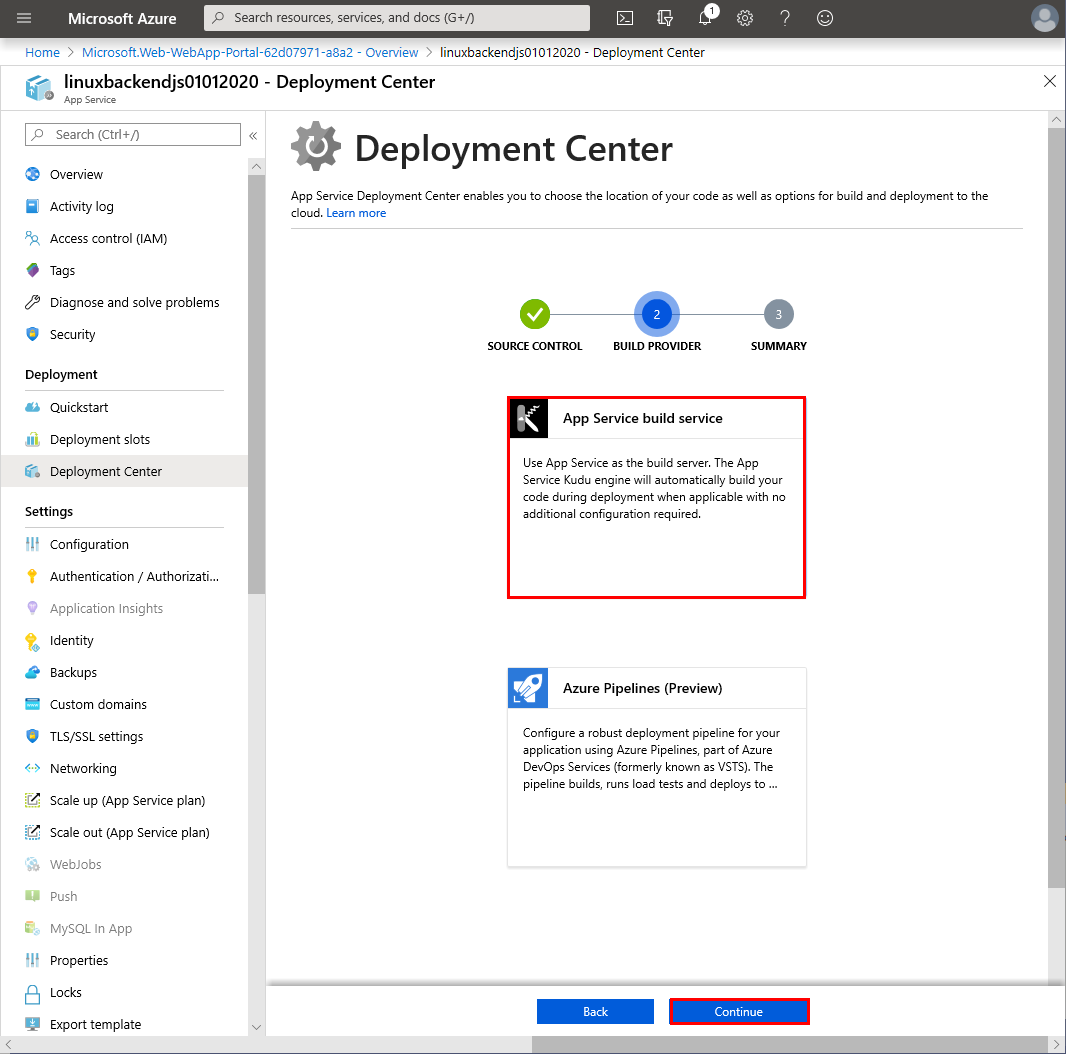 Microsoft Azure
Search resources, services, and docs (G+/)
1
Home > Microsoft.Web-WebApp-Portal-62d07971-a8a2 - Overview > linuxbackendjs01012020 - Deployment Center
linuxbackendjs01012020 - Deployment Center
App Service
Search (Ctrl+/)
Overview
Activity log
Access control (IAM)
Tags
Diagnose and solve problems
Security
Deployment
Quickstart
Deployment slots
Deployment Center
Settings
Configuration
Authentication / Authorizati...
Application Insights
Identity
Backups
Custom domains
TLS/SSL settings
Networking
Scale up (App Service plan)
Scale out (App Service plan)
WebJobs
Push
MySQL In App
Properties
Locks
Export template
Deployment Center
App Service Deployment Center enables you to choose the location of your code as well as options for build and deployment to the
cloud. Learn more
2
3
SOURCE CONTROL
BUILD PROVIDER
SUMMARY
App Service build service
Use App Service as the build server. The App
Service Kudu engine will automatically build your
code during deployment when applicable with no
additional configuration required.
Azure Pipelines (Preview)
Configure a robust deployment pipeline for your
application using Azure Pipelines, part of Azure
DevOps Services (formerly known as VSTS). The
pipeline builds, runs load tests and deploys to ...
Back
Continue